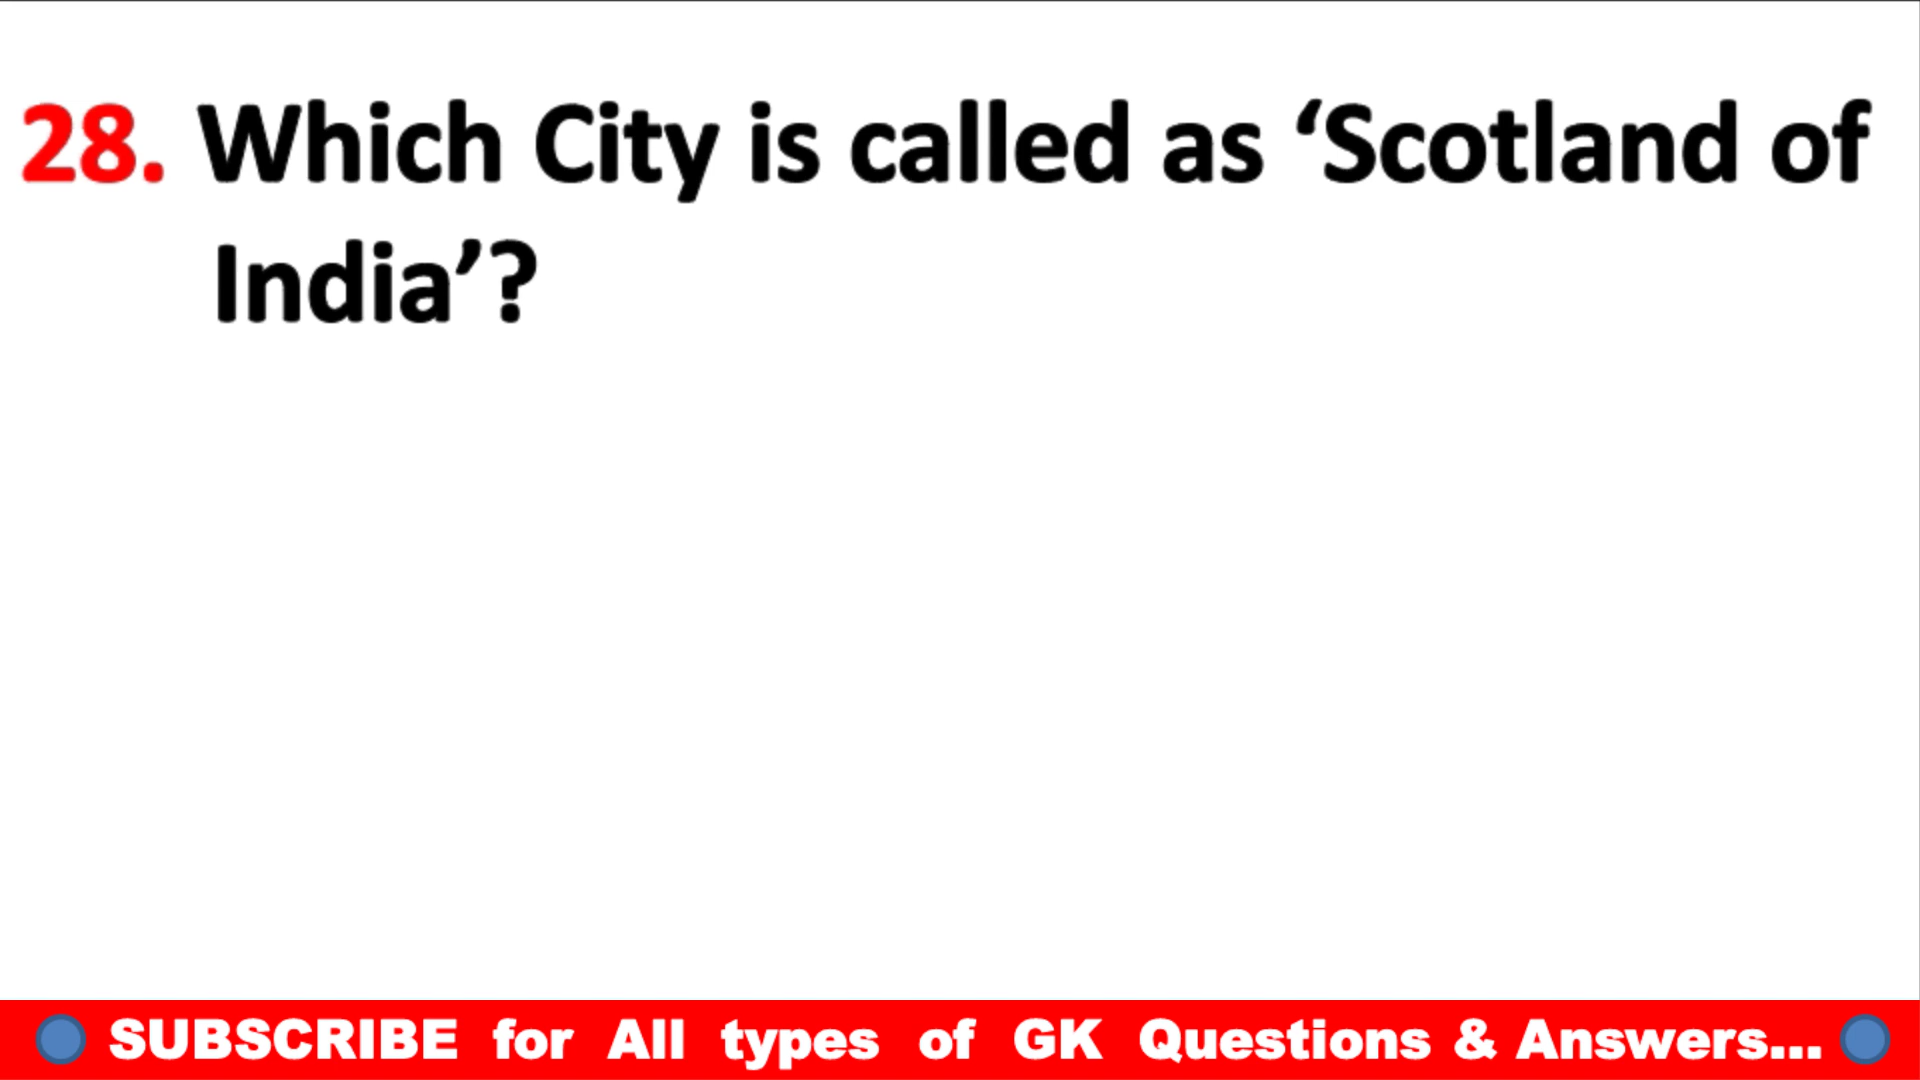 28. Which City is called as ‘Scotland of
India’?
SUBSCRIBE for All types of GK Questions & Answers...